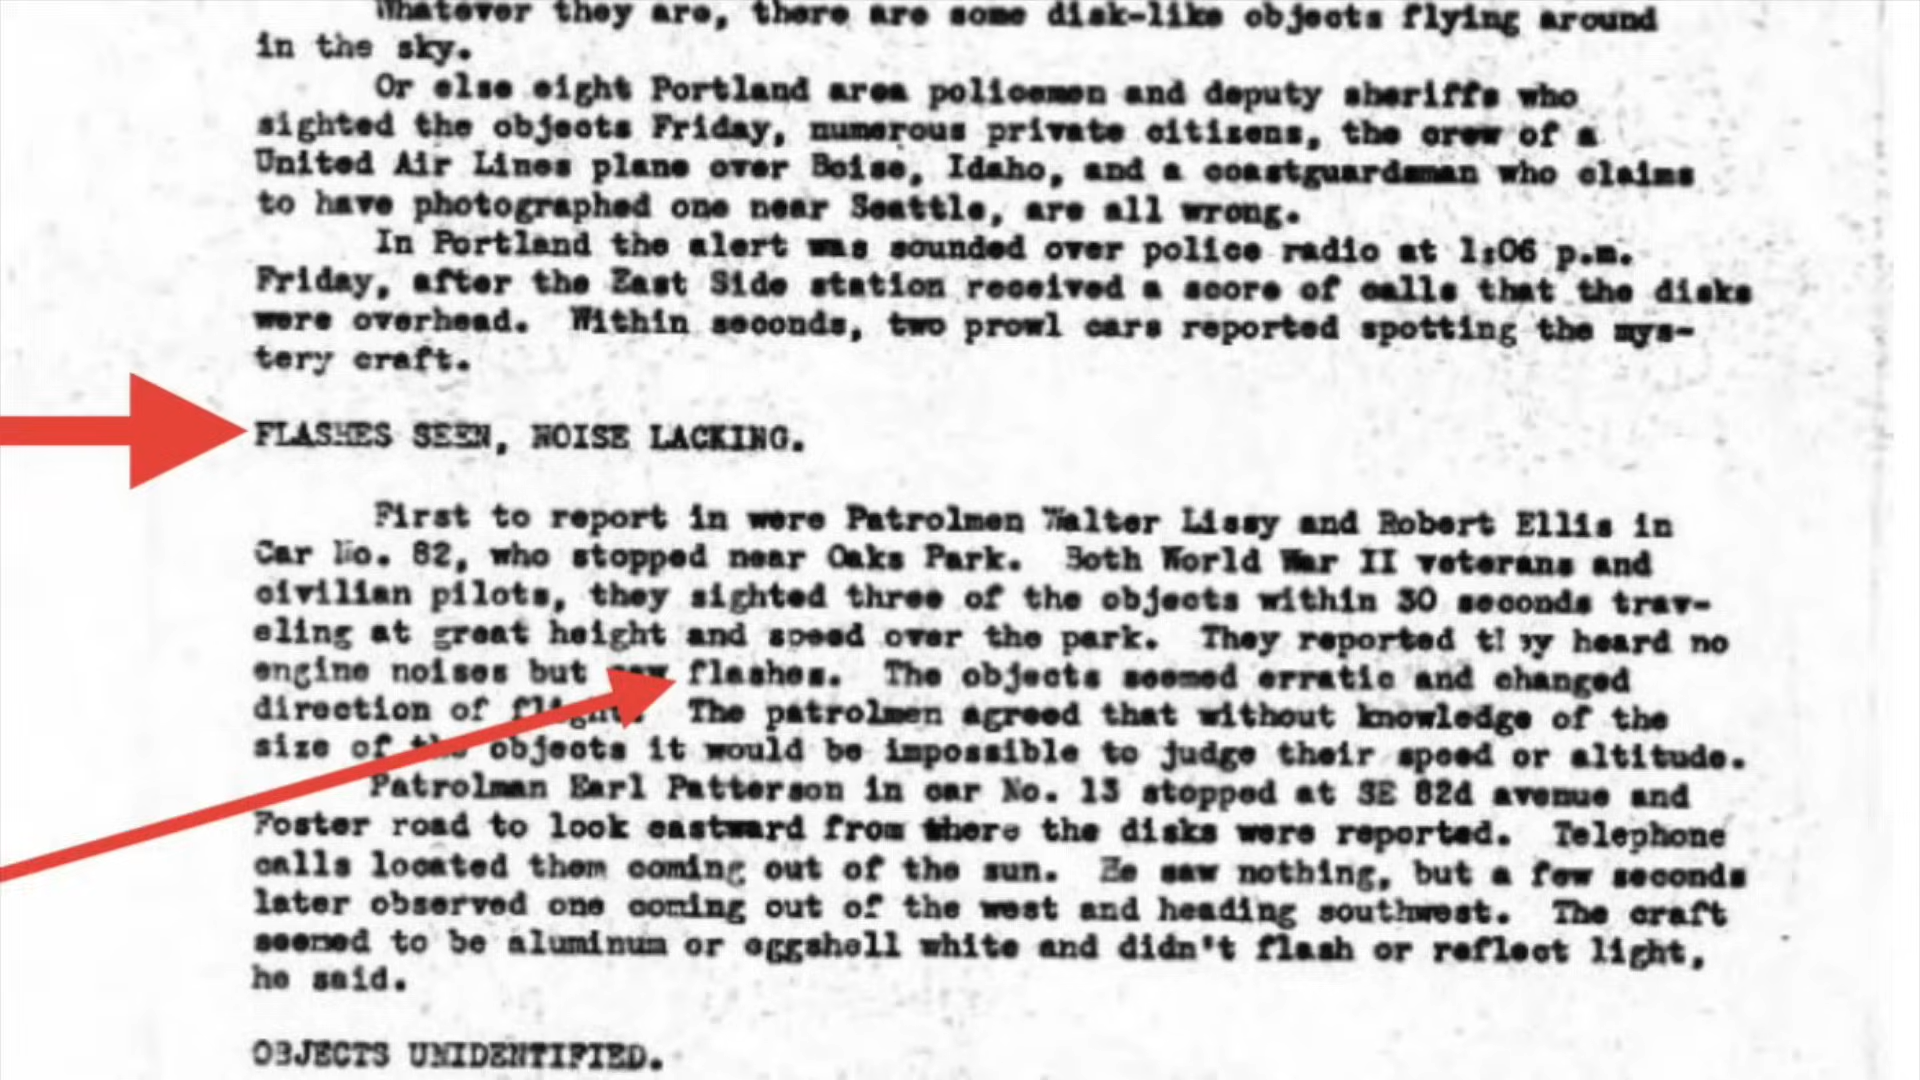 Whatever they are, there are some disk-like objects flying around
in the sky.
Or else eight Portland area policemen and deputy sheriffs who
sighted the objects Friday, numerous private citizens, the crew of a
United Air Lines plane over Boise, Idaho, and a coastguardsman who claims
to have photographed one near Seattle, are all wrong.
In Portland the alert was sounded over police radio at 1:06 p.m.
Friday, after the East Side station received a score of calls that the disks
were overhead. Within seconds, two prowl cars reported spotting the mys-
tery craft.
FLASHES SEEN, NOISE LACKING.
First to report in were Patrolmen Walter Lissy and Robert Ellis in
Car No. 82, who stopped near Oaks Park. Both World War II veterans and
civilian pilots, they sighted three of the objects within 30 seconds trav-
eling at great height and speed over the park. They reported they heard no
engine noises but saw flashes. The objects seemed erratic and changed
direction of flight. The patrolmen agreed that without knowledge of the
size of the objects it would be impossible to judge their speed or altitude.
Patrolman Earl Patterson in car No. 13 stopped at SE 82d avenue and
Foster road to look eastward from there the disks were reported. Telephone
calls located them coming out of the sun. He saw nothing, but a few seconds
later observed one coming out of the west and heading southwest. The craft
seemed to be aluminum or eggshell white and didn't flash or reflect light,
he said.
OBJECTS UNIDENTIFIED.